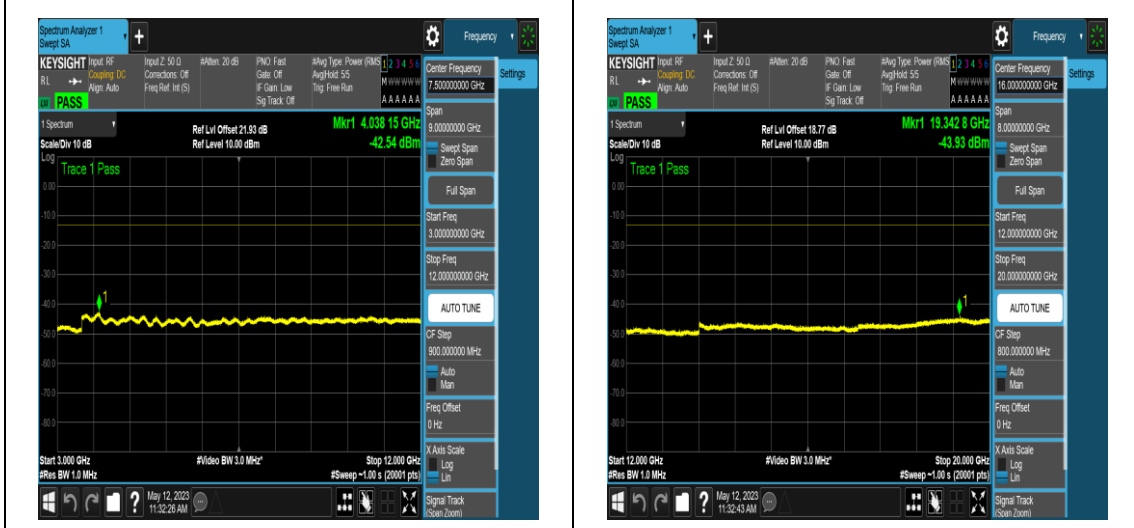 Spectrum Analyzer 1
Swept SA
Frequency
KEYSIGHT Input: RF Input Z: 50 Ω #Atten: 20 dB PNO: Fast #Avg Type: Power (RMS 1 2 3 4 5 6
RL Coupling: DC Corrections: Off Gate: Off Avg|Hold: 5/5 M W W W W W
Align: Auto Freq Ref: Int (S) IF Gain: Low Trig: Free Run
Sig Track: Off A A A A A A
PASS
1 Spectrum
Scale/Div 10 dB
Ref Lvl Offset 21.93 dB
Ref Level 10.00 dBm
Mkr1 4.038 15 GHz
-42.54 dBm
Log
Trace 1 Pass
0.00
-10.0
-20.0
-30.0
-40.0
-50.0
-60.0
-70.0
-80.0
1
Start 3.000 GHz #Video BW 3.0 MHz* Stop 12.000 GHz
#Res BW 1.0 MHz #Sweep ~1.00 s (20001 pts)
May 12, 2023
11:32:26 AM
Center Frequency
7.500000000 GHz
Settings
Span
9.00000000 GHz
Swept Span
Zero Span
Full Span
Start Freq
3.000000000 GHz
Stop Freq
12.000000000 GHz
AUTO TUNE
CF Step
900.000000 MHz
Auto
Man
Freq Offset
0 Hz
X Axis Scale
Log
Lin
Signal Track
(Span Zoom)
Spectrum Analyzer 1
Swept SA
Frequency
KEYSIGHT Input: RF Input Z: 50 Ω #Atten: 20 dB PNO: Fast #Avg Type: Power (RMS 1 2 3 4 5 6
RL Coupling: DC Corrections: Off Gate: Off Avg|Hold: 5/5 M W W W W W
Align: Auto Freq Ref: Int (S) IF Gain: Low Trig: Free Run
Sig Track: Off A A A A A A
PASS
1 Spectrum
Scale/Div 10 dB
Ref Lvl Offset 18.77 dB
Ref Level 10.00 dBm
Mkr1 19.342 8 GHz
-43.93 dBm
Log
Trace 1 Pass
0.00
-10.0
-20.0
-30.0
-40.0
-50.0
-60.0
-70.0
-80.0
1
Start 12.000 GHz #Video BW 3.0 MHz* Stop 20.000 GHz
#Res BW 1.0 MHz #Sweep ~1.00 s (20001 pts)
May 12, 2023
11:32:43 AM
Center Frequency
16.000000000 GHz
Settings
Span
8.00000000 GHz
Swept Span
Zero Span
Full Span
Start Freq
12.000000000 GHz
Stop Freq
20.000000000 GHz
AUTO TUNE
CF Step
800.000000 MHz
Auto
Man
Freq Offset
0 Hz
X Axis Scale
Log
Lin
Signal Track
(Span Zoom)